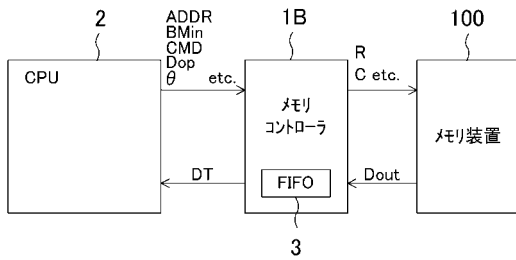 2
ADDR
BMin
CMD
Dop
θ etc.
1B
R
C etc.
100
CPU
メモリ
コントローラ
メモリ装置
DT
FIFO
Dout
3